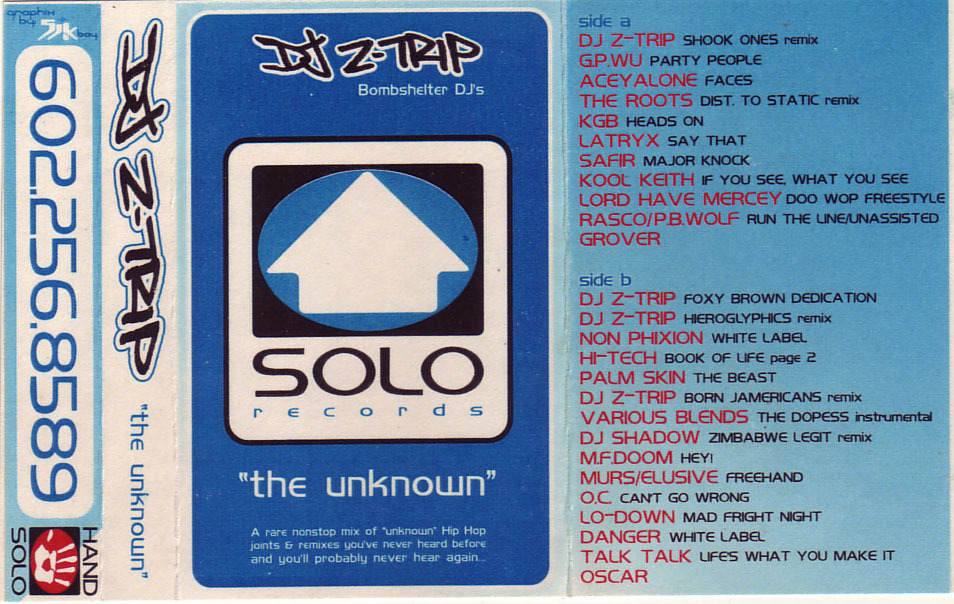 graphix
by SJK boy
602.256.8589
HAND
SOLO
DJ Z-TRIP
"the unknown"
DJ Z-TRIP
Bombshelter DJ's
SOLO
records
"the unknown"
A rare nonstop mix of "unknown" Hip Hop
joints & remixes you've never heard before
and you'll probably never hear again...
side a
DJ Z-TRIP SHOOK ONES remix
G.P.WU PARTY PEOPLE
ACEYALONE FACES
THE ROOTS DIST. TO STATIC remix
KGB HEADS ON
LATRYX SAY THAT
SAFIR MAJOR KNOCK
KOOL KEITH IF YOU SEE, WHAT YOU SEE
LORD HAVE MERCEY DOO WOP FREESTYLE
RASCO/P.B.WOLF RUN THE LINE/UNASSISTED
GROVER
side b
DJ Z-TRIP FOXY BROWN DEDICATION
DJ Z-TRIP HIEROGLYPHICS remix
NON PHIXION WHITE LABEL
HI-TECH BOOK OF LIFE page 2
PALM SKIN THE BEAST
DJ Z-TRIP BORN JAMERICANS remix
VARIOUS BLENDS THE DOPESS instrumental
DJ SHADOW ZIMBABWE LEGIT remix
M.F.DOOM HEY!
MURS/ELUSIVE FREEHAND
O.C. CAN'T GO WRONG
LO-DOWN MAD FRIGHT NIGHT
DANGER WHITE LABEL
TALK TALK LIFE'S WHAT YOU MAKE IT
OSCAR